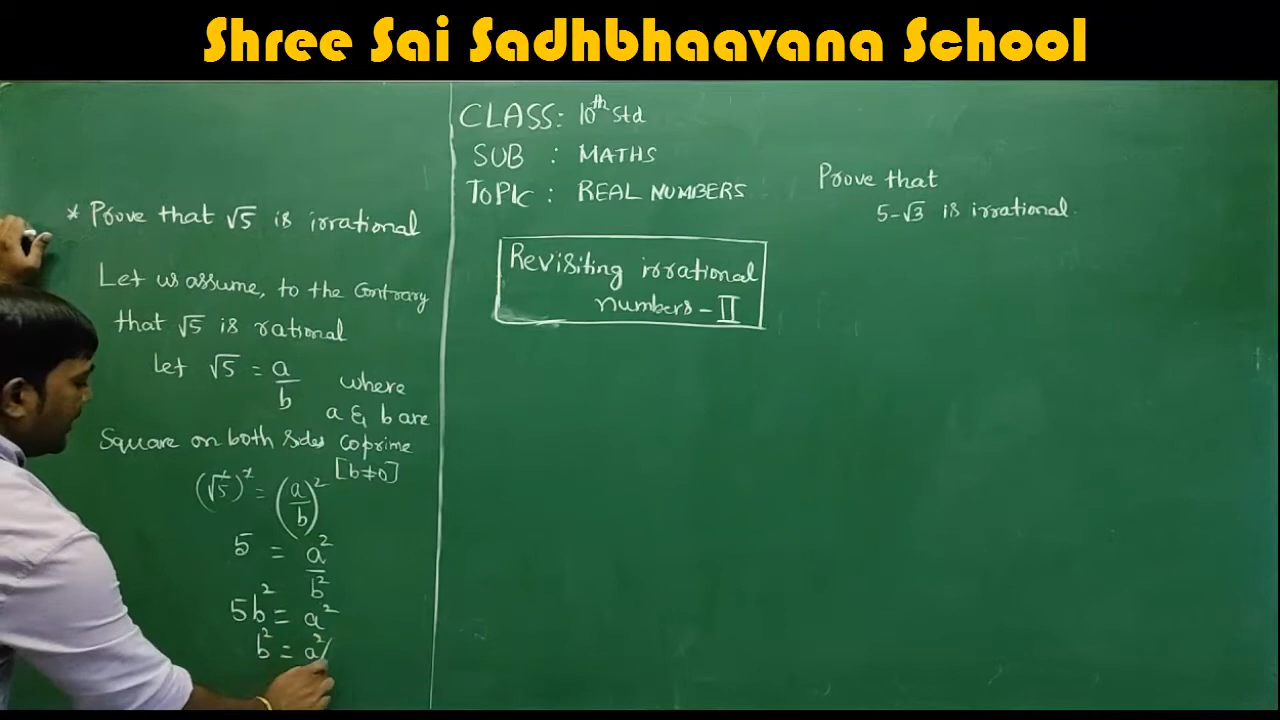 Shree Sai Sadhbhaavana School
* Prove that √5 is irrational
Let us assume, to the Contrary
that √5 is rational
let √5 = a/b where
a & b are
Square on both sides coprime
[b≠0]
(√5)² = (a/b)²
5 = a²/b²
5b² = a²
b² = a²/
CLASS: 10th Std
SUB : MATHS
TOPIC : REAL NUMBERS
Revisiting irrational
numbers - II
Prove that
5-√3 is irrational.